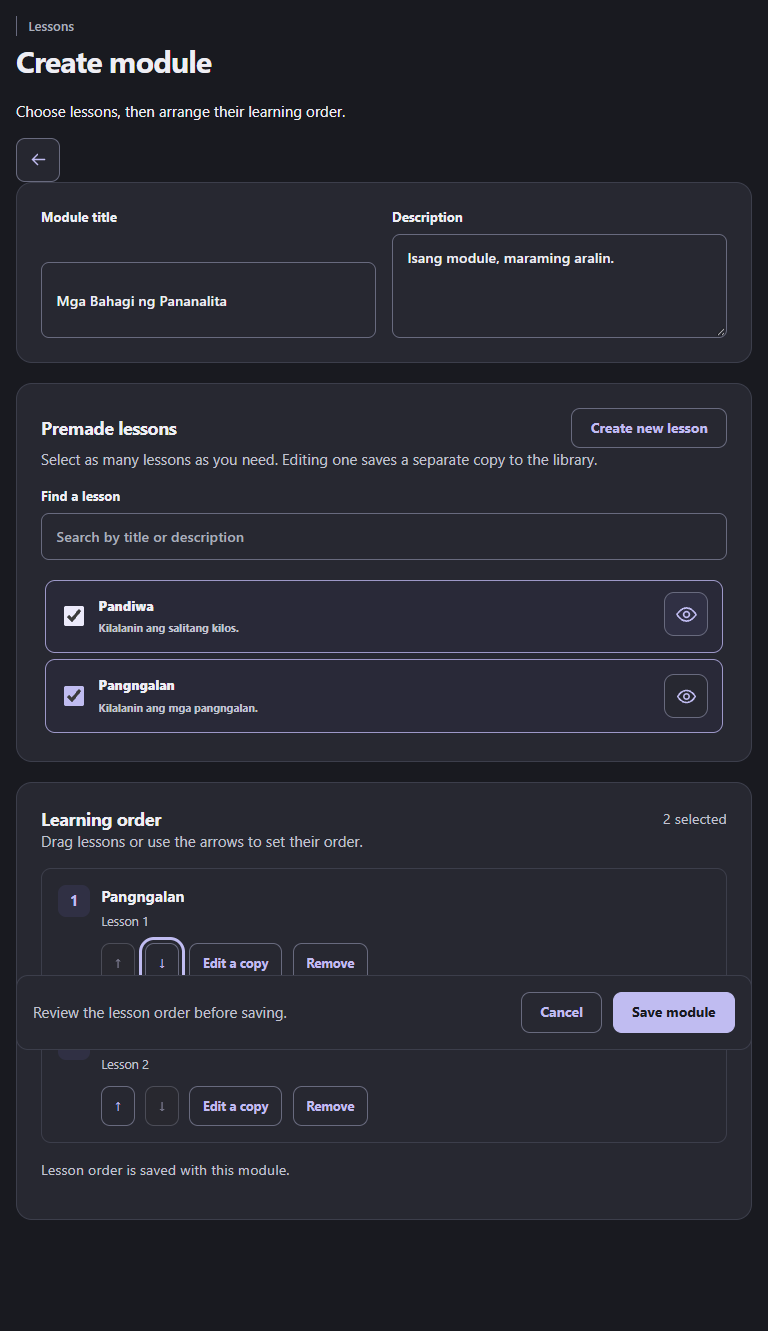 Lessons
Create module
Choose lessons, then arrange their learning order.
←
Module title
Description
Mga Bahagi ng Pananalita
Isang module, maraming aralin.
Premade lessons
Create new lesson
Select as many lessons as you need. Editing one saves a separate copy to the library.
Find a lesson
Search by title or description
Pandiwa
Kilalanin ang salitang kilos.
Pangngalan
Kilalanin ang mga pangngalan.
Learning order
2 selected
Drag lessons or use the arrows to set their order.
1
Pangngalan
Lesson 1
↑ ↓ Edit a copy Remove
Review the lesson order before saving.
Cancel
Save module
Lesson 2
↑ ↓ Edit a copy Remove
Lesson order is saved with this module.